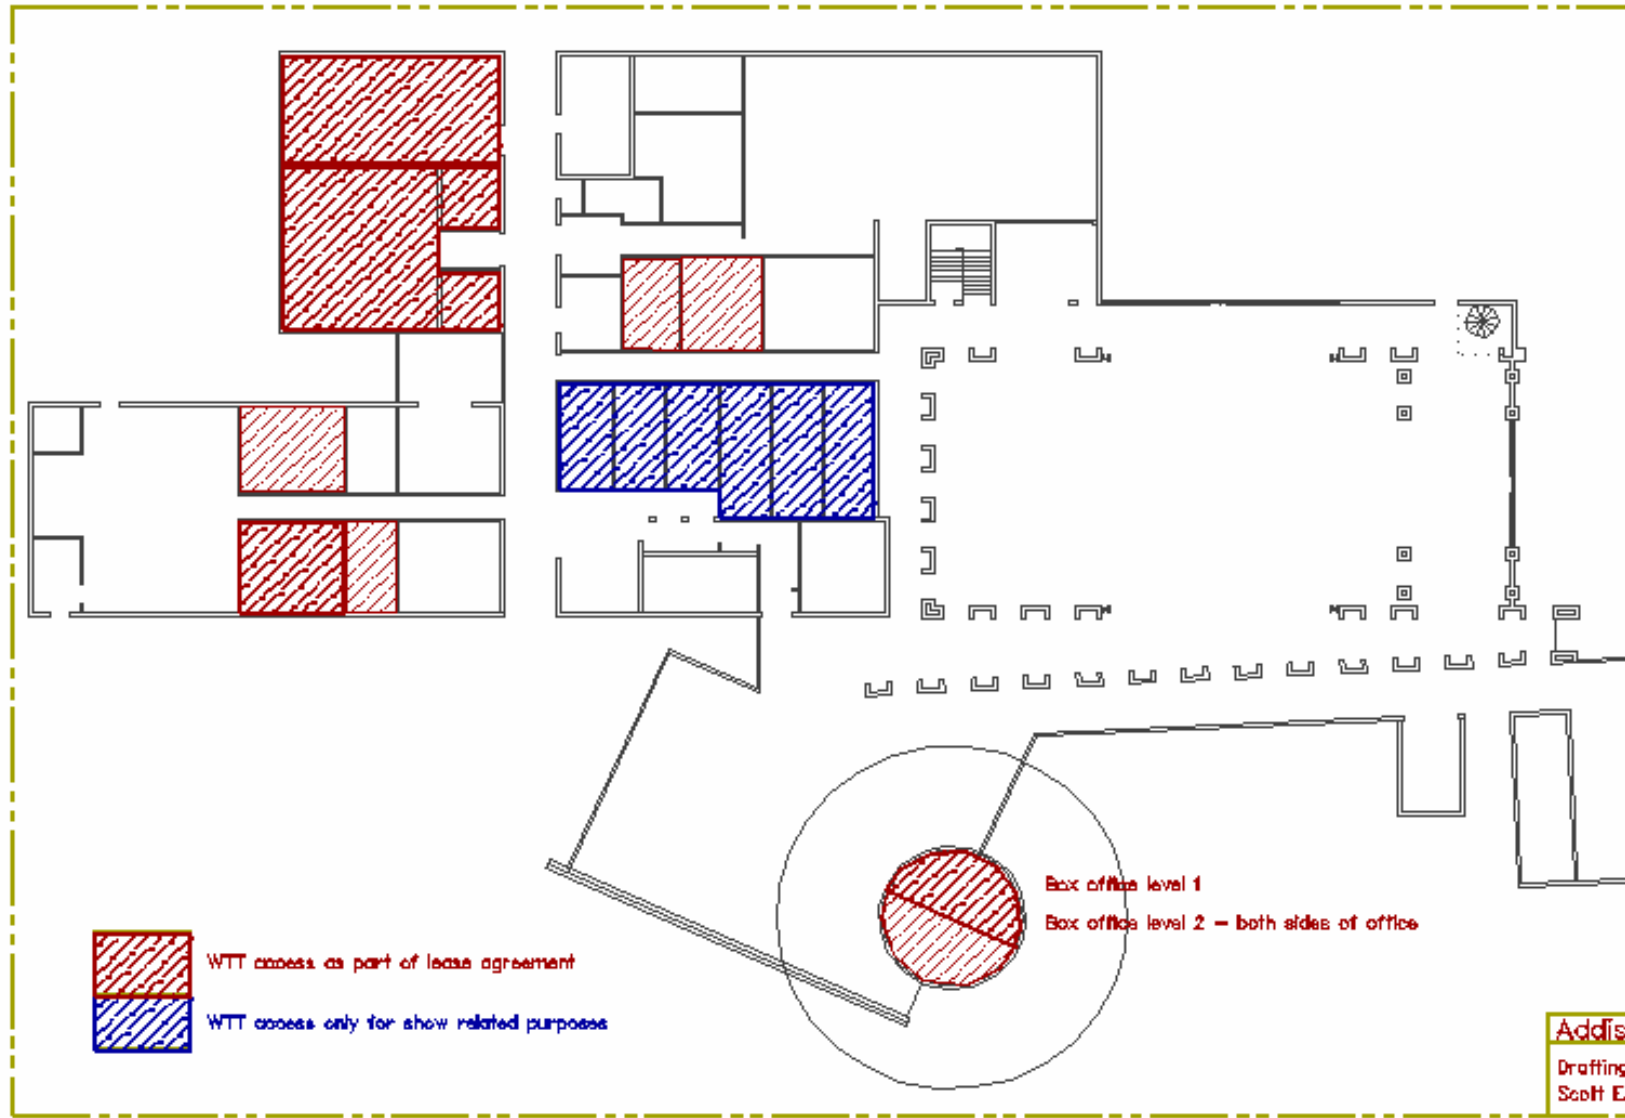 Box office level 1
Box office level 2 - both sides of office
WTT access as part of lease agreement
WTT access only for show related purposes
Addis
Drafting
Scott E